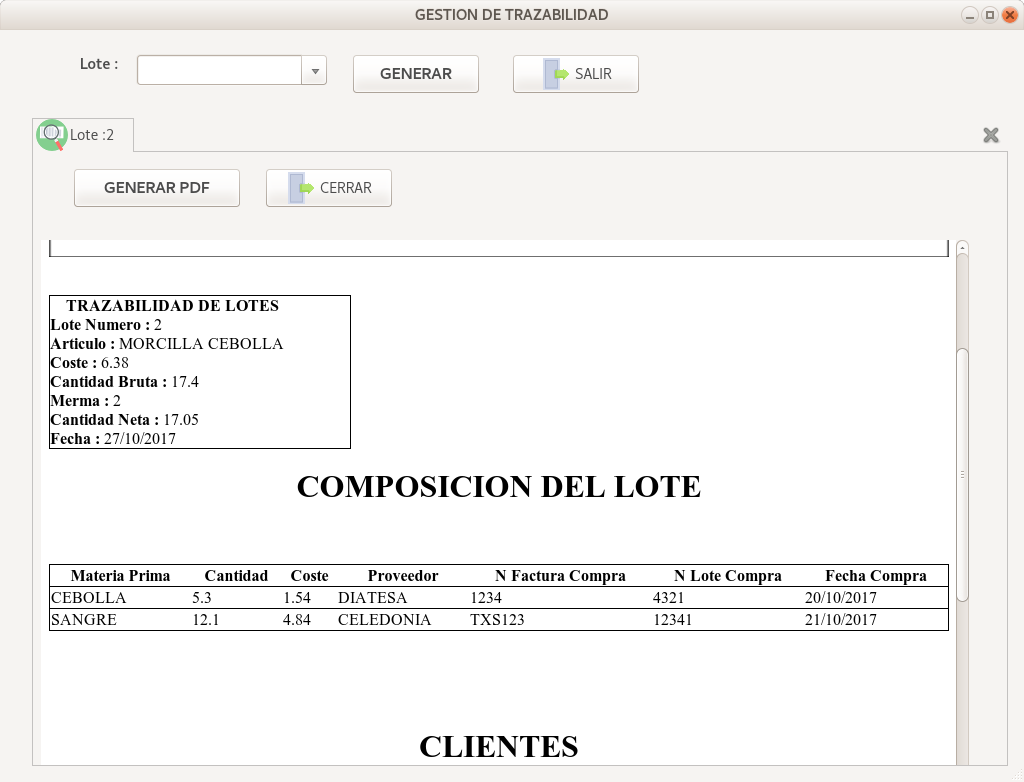 GESTION DE TRAZABILIDAD
Lote :
GENERAR
SALIR
Lote :2
GENERAR PDF
CERRAR
TRAZABILIDAD DE LOTES
Lote Numero : 2
Articulo : MORCILLA CEBOLLA
Coste : 6.38
Cantidad Bruta : 17.4
Merma : 2
Cantidad Neta : 17.05
Fecha : 27/10/2017
COMPOSICION DEL LOTE
Materia Prima Cantidad Coste Proveedor N Factura Compra N Lote Compra Fecha Compra
CEBOLLA 5.3 1.54 DIATESA 1234 4321 20/10/2017
SANGRE 12.1 4.84 CELEDONIA TXS123 12341 21/10/2017
CLIENTES